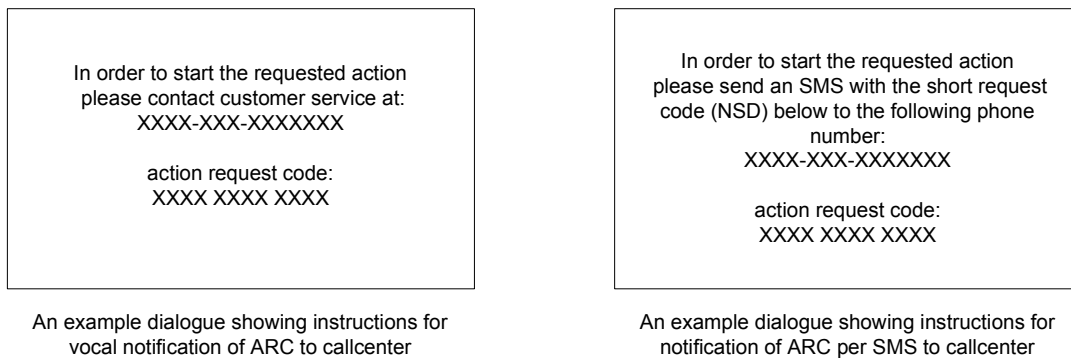 In order to start the requested action
please contact customer service at:
XXXX-XXX-XXXXXXX
action request code:
XXXX XXXX XXXX
An example dialogue showing instructions for
vocal notification of ARC to callcenter
In order to start the requested action
please send an SMS with the short request
code (NSD) below to the following phone
number:
XXXX-XXX-XXXXXXX
action request code:
XXXX XXXX XXXX
An example dialogue showing instructions for
notification of ARC per SMS to callcenter